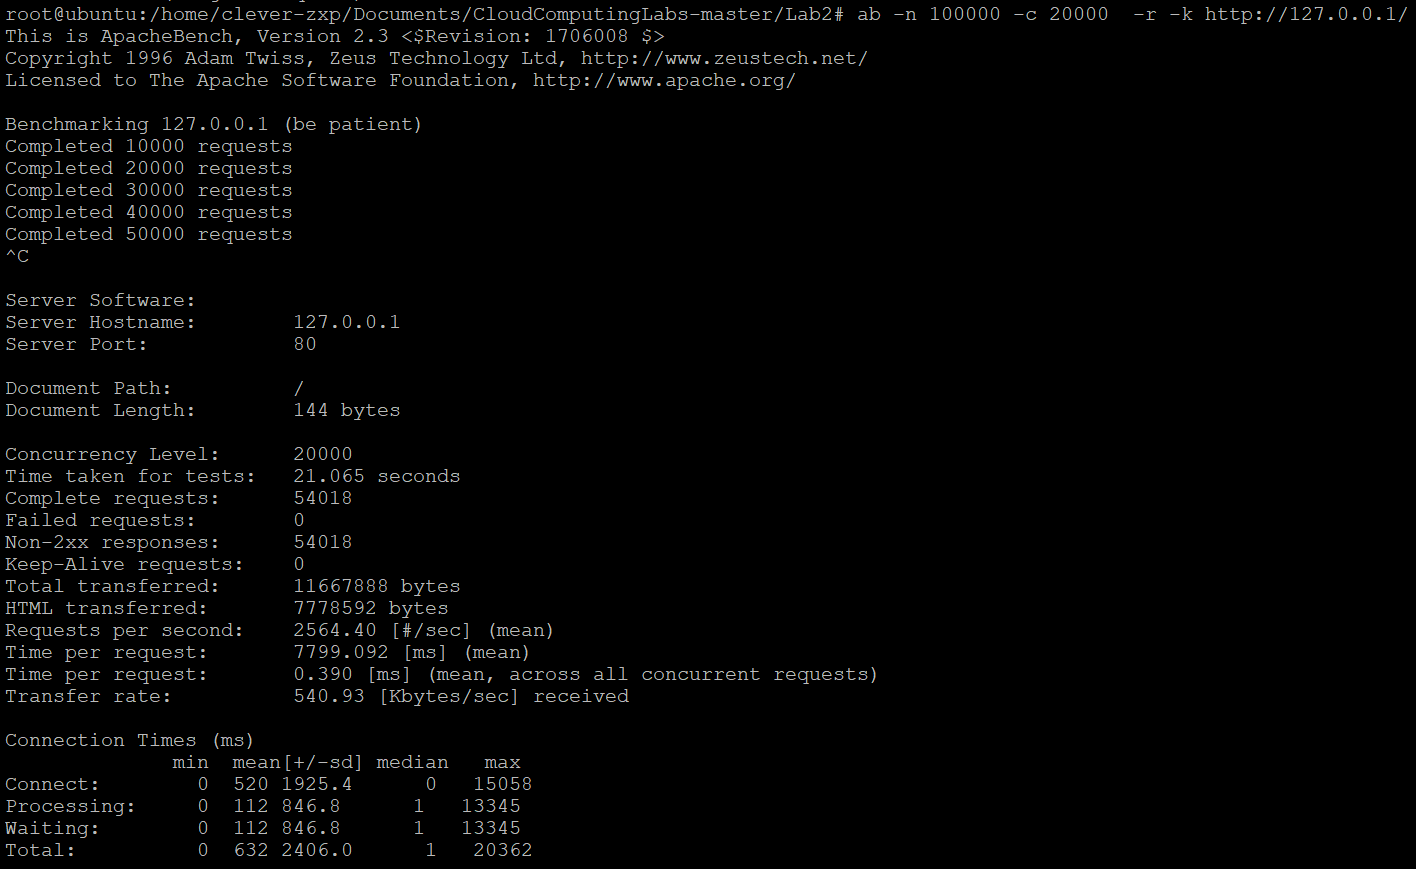 root@ubuntu:/home/clever-zxp/Documents/CloudComputingLabs-master/Lab2# ab -n 100000 -c 20000  -r -k http://127.0.0.1/
This is ApacheBench, Version 2.3 <$Revision: 1706008 $>
Copyright 1996 Adam Twiss, Zeus Technology Ltd, http://www.zeustech.net/
Licensed to The Apache Software Foundation, http://www.apache.org/

Benchmarking 127.0.0.1 (be patient)
Completed 10000 requests
Completed 20000 requests
Completed 30000 requests
Completed 40000 requests
Completed 50000 requests
^C

Server Software:
Server Hostname:        127.0.0.1
Server Port:            80

Document Path:          /
Document Length:        144 bytes

Concurrency Level:      20000
Time taken for tests:   21.065 seconds
Complete requests:      54018
Failed requests:        0
Non-2xx responses:      54018
Keep-Alive requests:    0
Total transferred:      11667888 bytes
HTML transferred:       7778592 bytes
Requests per second:    2564.40 [#/sec] (mean)
Time per request:       7799.092 [ms] (mean)
Time per request:       0.390 [ms] (mean, across all concurrent requests)
Transfer rate:          540.93 [Kbytes/sec] received

Connection Times (ms)
              min  mean[+/-sd] median   max
Connect:        0  520 1925.4      0   15058
Processing:     0  112 846.8      1   13345
Waiting:        0  112 846.8      1   13345
Total:          0  632 2406.0      1   20362